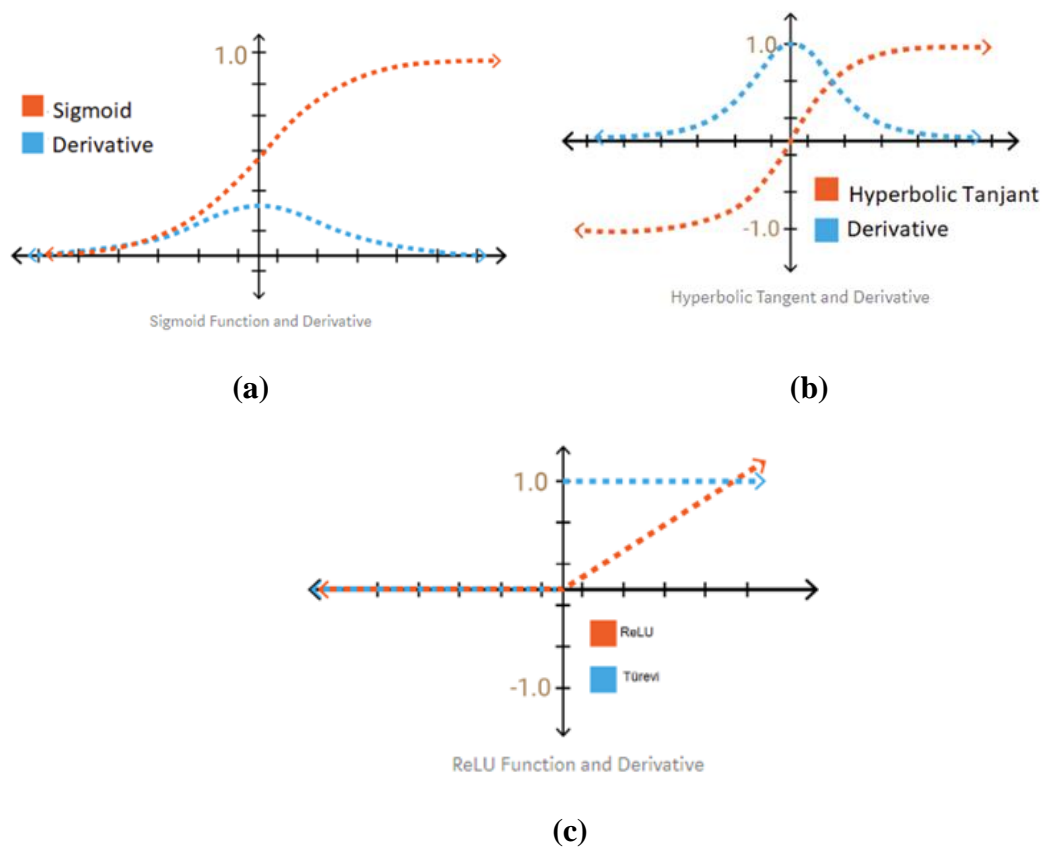 1.0
Sigmoid
Derivative
Sigmoid Function and Derivative
(a)
1.0
Hyperbolic Tanjant
-1.0
Derivative
Hyperbolic Tangent and Derivative
(b)
1.0
ReLU
Türevi
-1.0
ReLU Function and Derivative
(c)